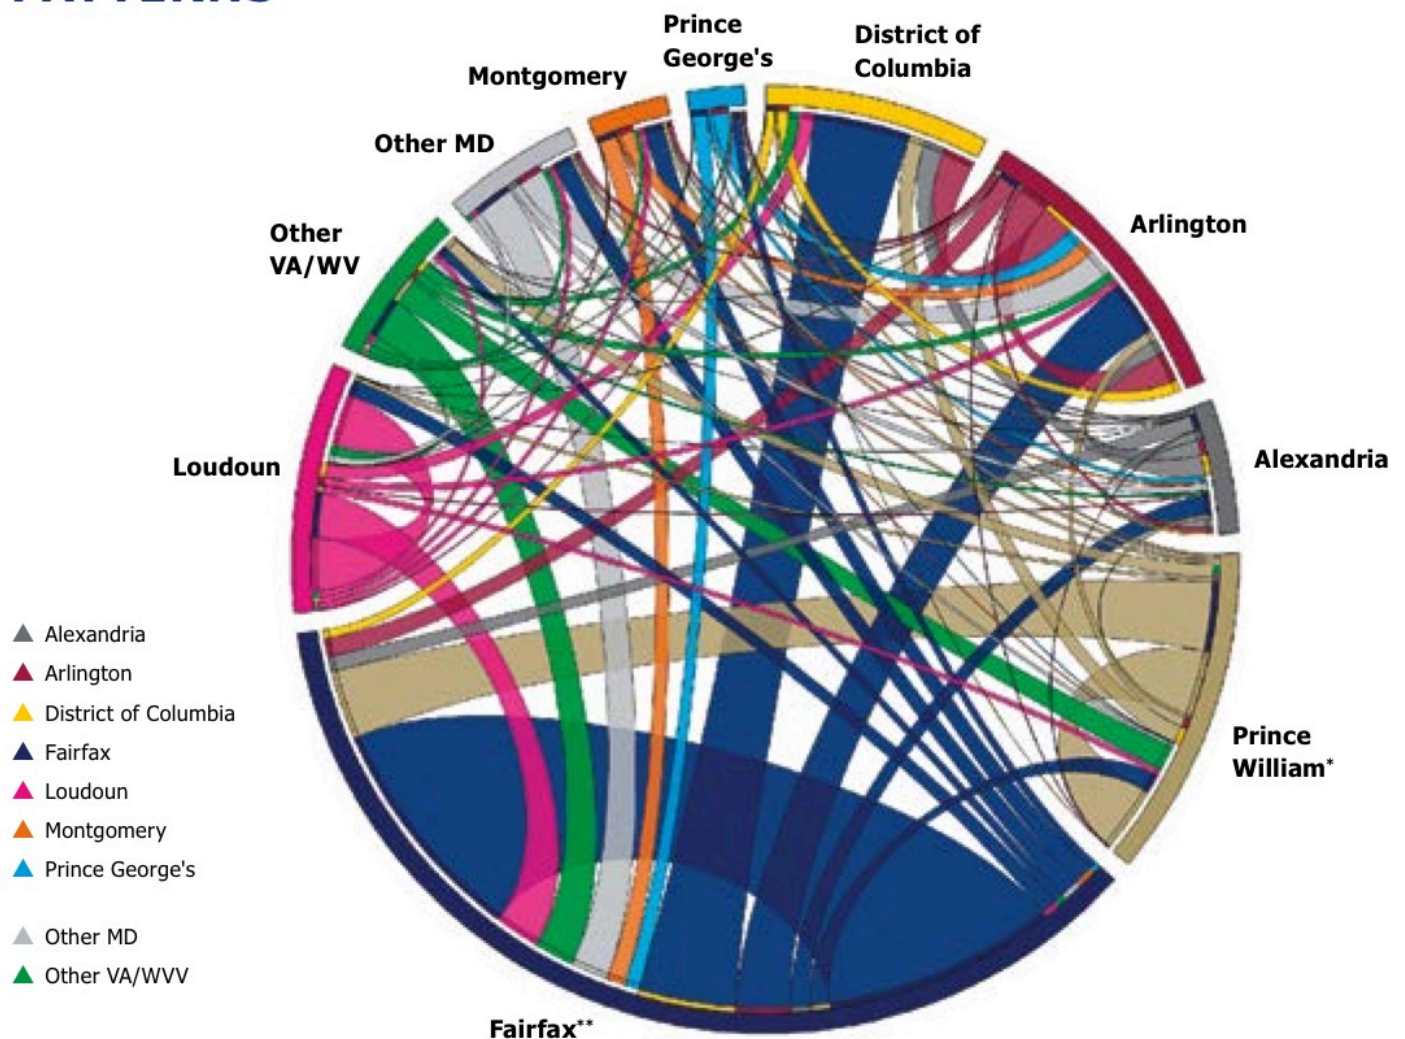 Prince
George's
District of
Columbia
Montgomery
Other MD
Arlington
Other
VA/WV
Loudoun
Alexandria
Prince
William*
Fairfax**
Alexandria
Arlington
District of Columbia
Fairfax
Loudoun
Montgomery
Prince George's
Other MD
Other VA/WVV